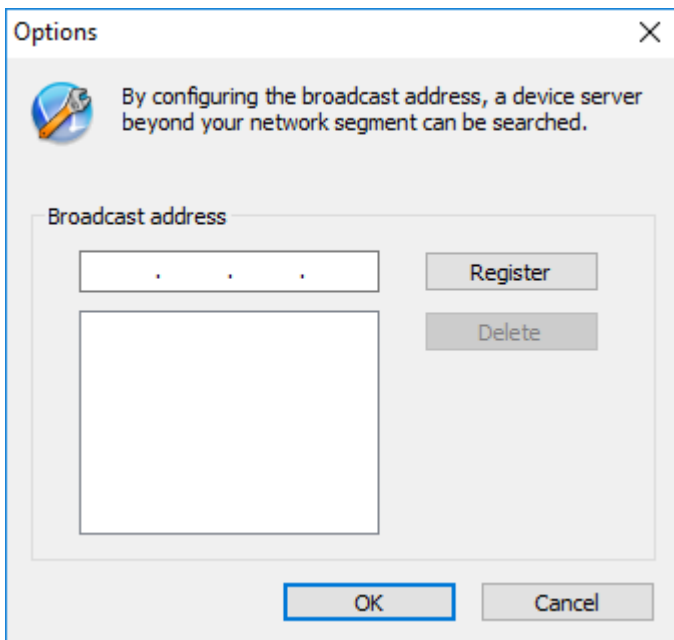 Options
By configuring the broadcast address, a device server
beyond your network segment can be searched.
Broadcast address
. . .
Register
Delete
OK
Cancel